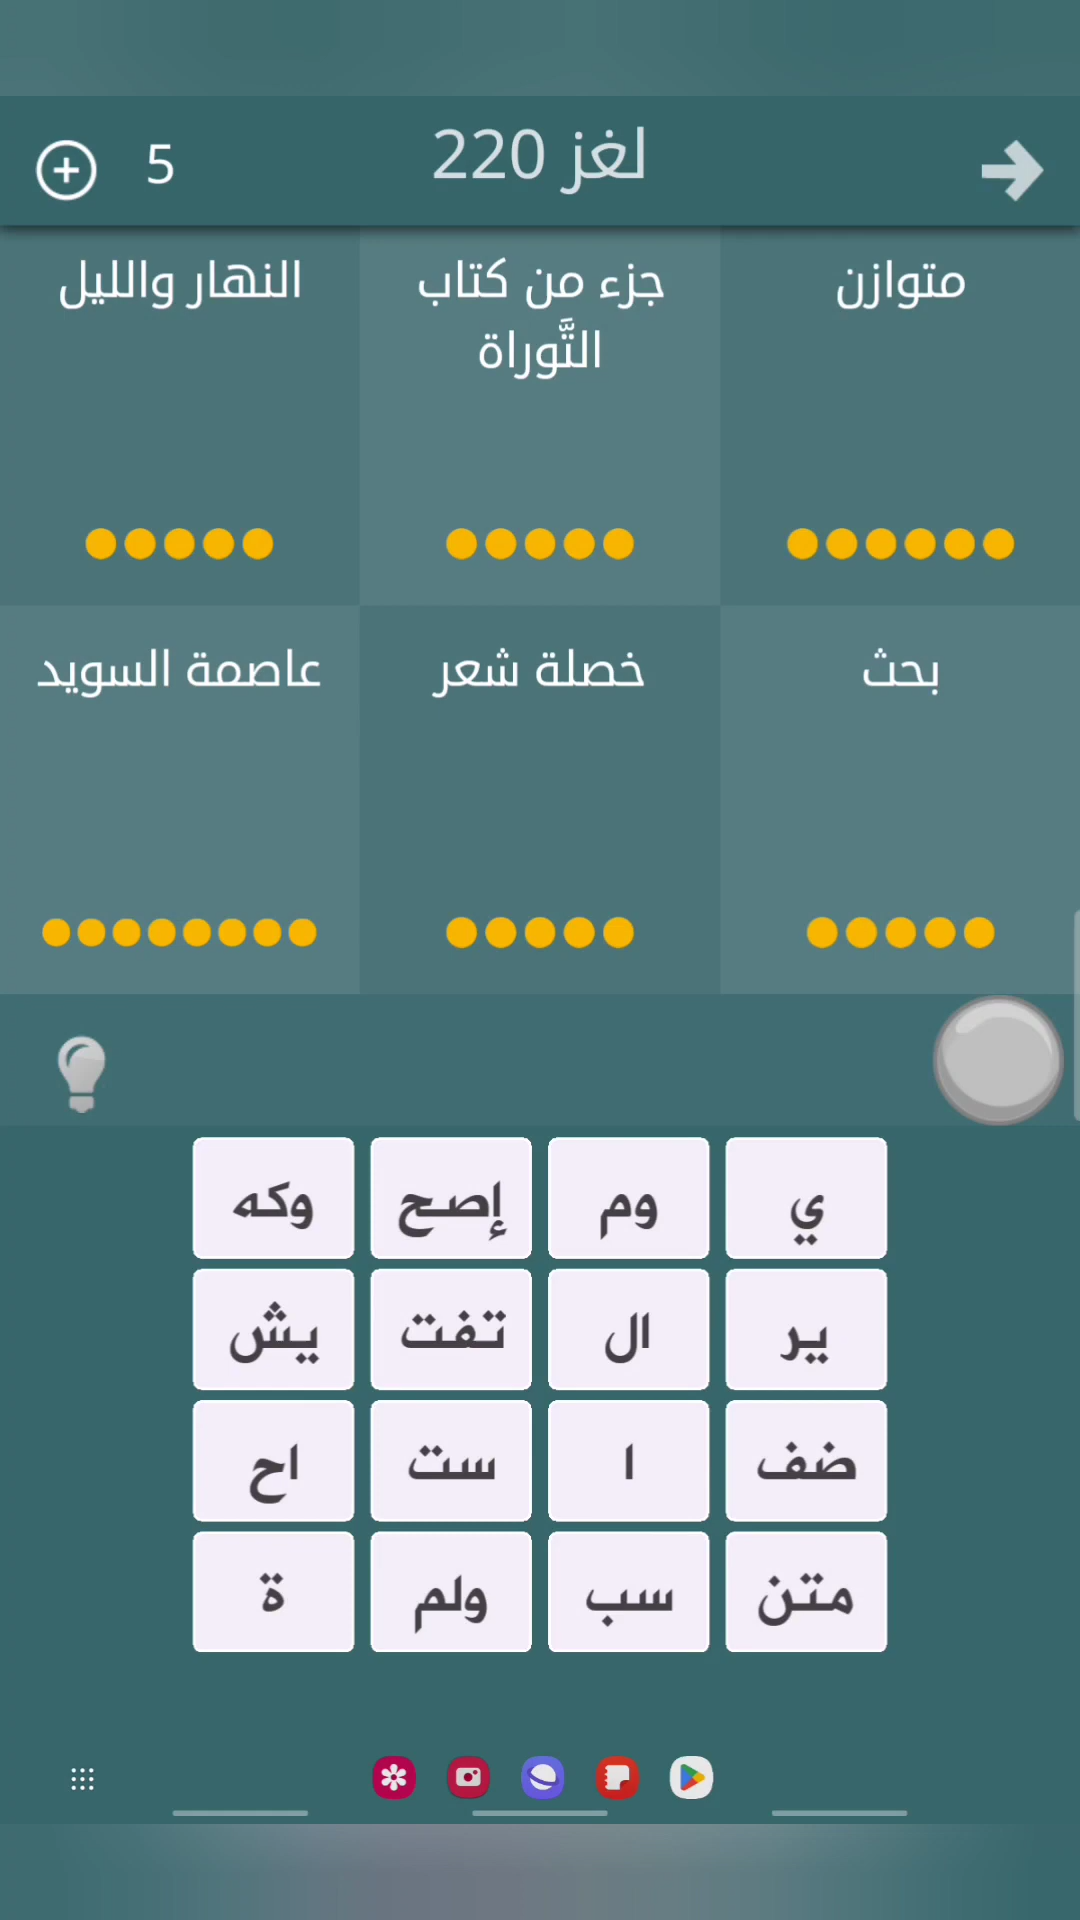 لغز 220
5
متوازن
جزء من كتاب
التَّوراة
النهار والليل
بحث
خصلة شعر
عاصمة السويد
ي
وم
إصح
وكه
ير
ال
تفت
يش
ضف
ا
ست
اح
متن
سب
ولم
ة